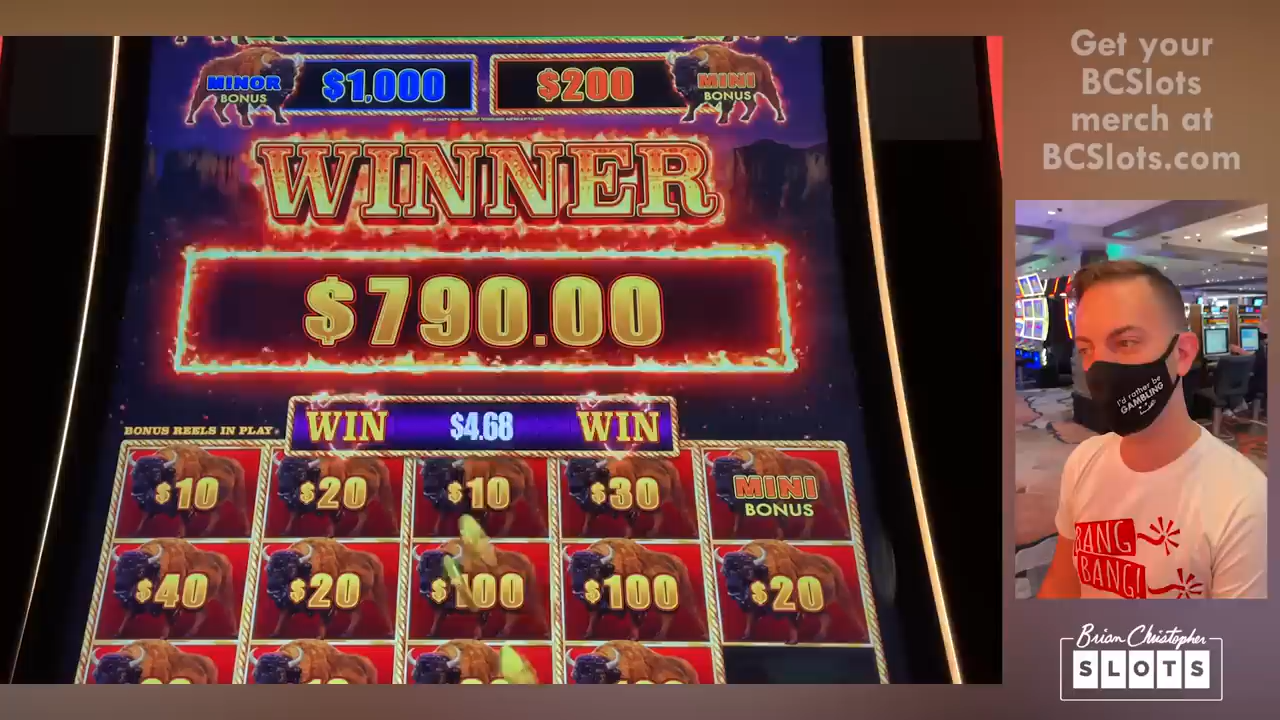 MINOR
BONUS
$1,000
$200
MINI
BONUS
WINNER
$790.00
BONUS REELS IN PLAY
WIN
$4.68
WIN
$10
$20
$10
$30
MINI
BONUS
$40
$20
$100
$100
$20
Get your
BCSlots
merch at
BCSlots.com
I'd rather be
GAMBLING
BANG
BANG!
Brian Christopher
SLOTS